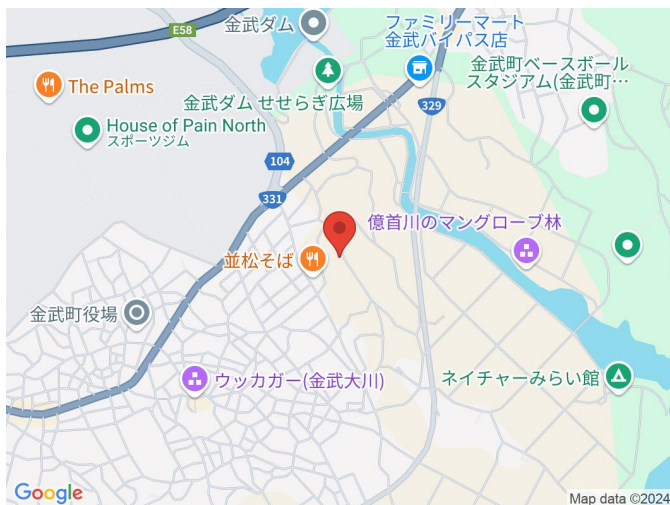 E58
金武ダム
ファミリーマート
金武バイパス店
The Palms
金武町ベースボール
スタジアム(金武町…
金武ダム せせらぎ広場
329
House of Pain North
スポーツジム
104
331
億首川のマングローブ林
並松そば
金武町役場
ウッカガー(金武大川)
ネイチャーみらい館
Google
Map data ©2024